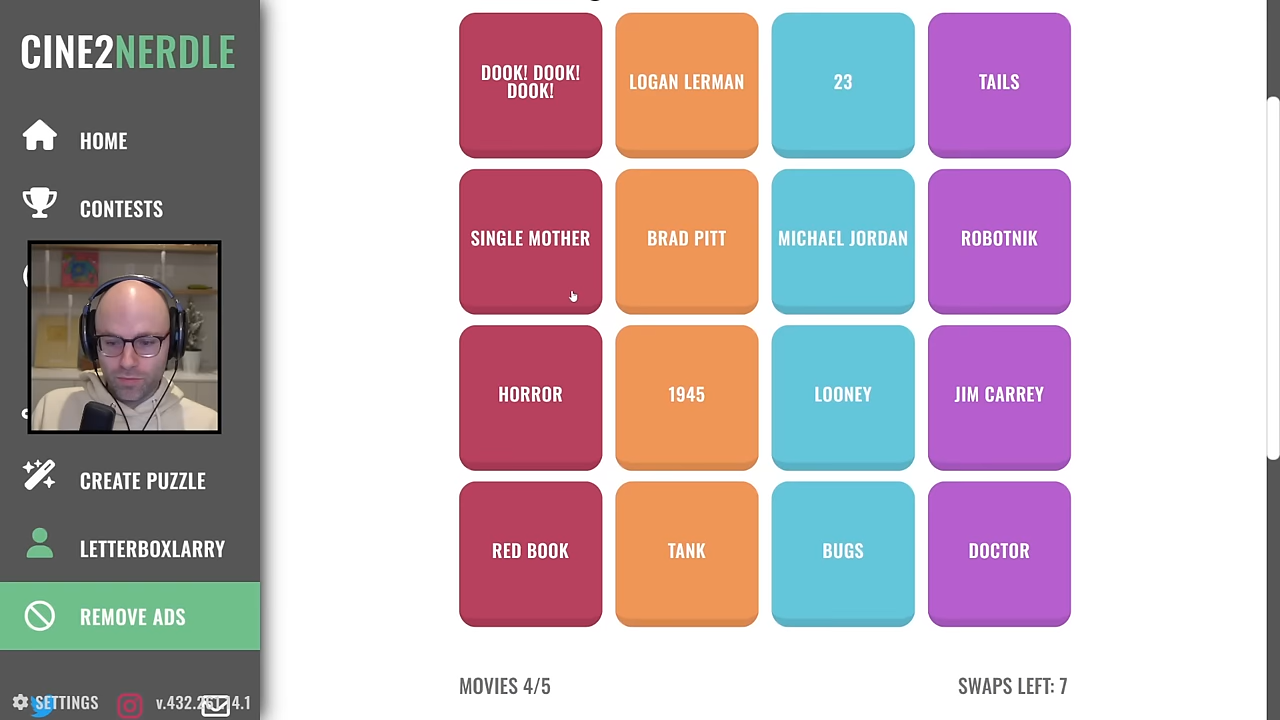 CINE2NERDLE
HOME
CONTESTS
CREATE PUZZLE
LETTERBOXLARRY
REMOVE ADS
SETTINGS
DOOK! DOOK!
DOOK!
LOGAN LERMAN
23
TAILS
SINGLE MOTHER
BRAD PITT
MICHAEL JORDAN
ROBOTNIK
HORROR
1945
LOONEY
JIM CARREY
RED BOOK
TANK
BUGS
DOCTOR
MOVIES 4/5
SWAPS LEFT: 7